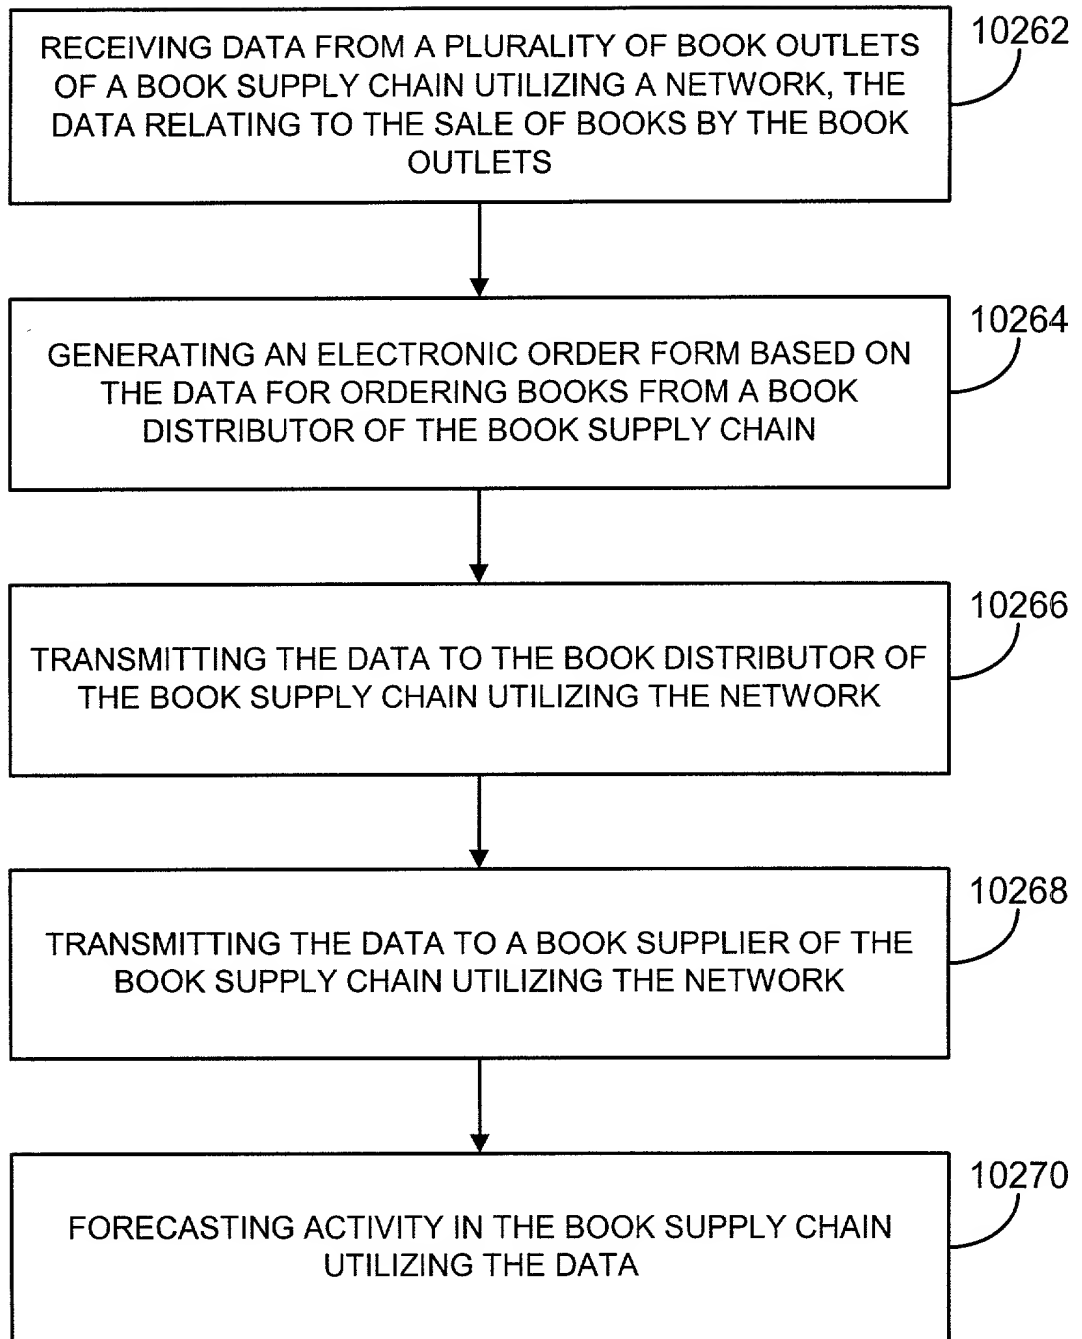 10262
RECEIVING DATA FROM A PLURALITY OF BOOK OUTLETS
OF A BOOK SUPPLY CHAIN UTILIZING A NETWORK, THE
DATA RELATING TO THE SALE OF BOOKS BY THE BOOK
OUTLETS
10264
GENERATING AN ELECTRONIC ORDER FORM BASED ON
THE DATA FOR ORDERING BOOKS FROM A BOOK
DISTRIBUTOR OF THE BOOK SUPPLY CHAIN
10266
TRANSMITTING THE DATA TO THE BOOK DISTRIBUTOR OF
THE BOOK SUPPLY CHAIN UTILIZING THE NETWORK
10268
TRANSMITTING THE DATA TO A BOOK SUPPLIER OF THE
BOOK SUPPLY CHAIN UTILIZING THE NETWORK
10270
FORECASTING ACTIVITY IN THE BOOK SUPPLY CHAIN
UTILIZING THE DATA